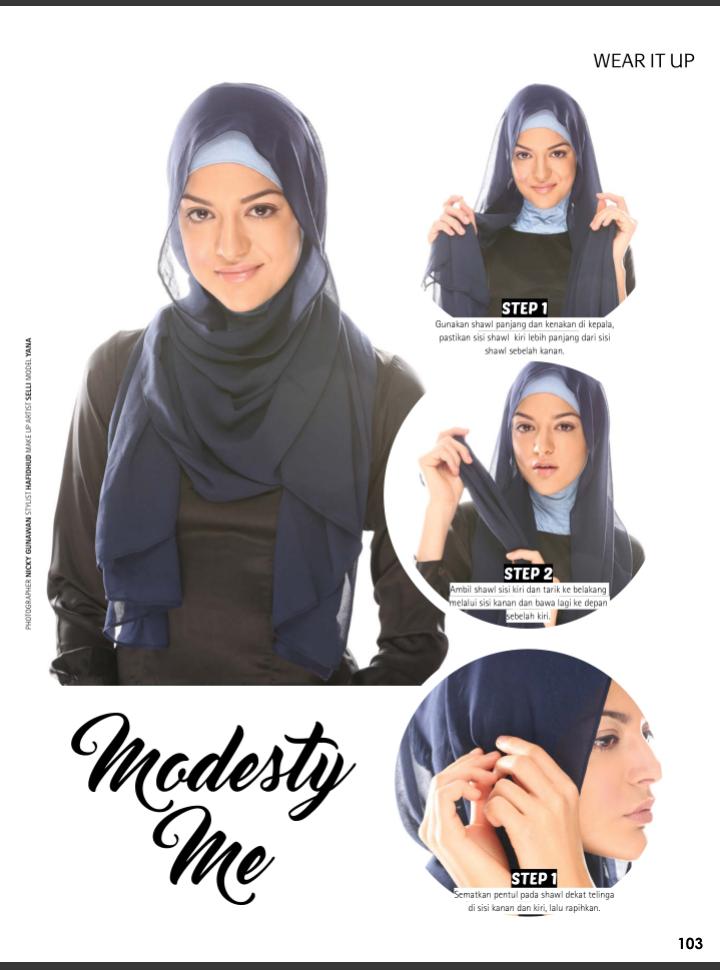 WEAR IT UP
STEP 1
Gunakan shawl panjang dan kenakan di kepala,
pastikan sisi shawl kiri lebih panjang dari sisi
shawl sebelah kanan.
STEP 2
Ambil shawl sisi kiri dan tarik ke belakang
melalui sisi kanan dan bawa lagi ke depan
sebelah kiri.
STEP 1
Sematkan pentul pada shawl dekat telinga
di sisi kanan dan kiri, lalu rapihkan.
PHOTOGRAPHER NICKY GUNAWAN STYLIST HAFIDHUD MAKE UP ARTIST SELLI MODEL YANA
Modesty
Me
103